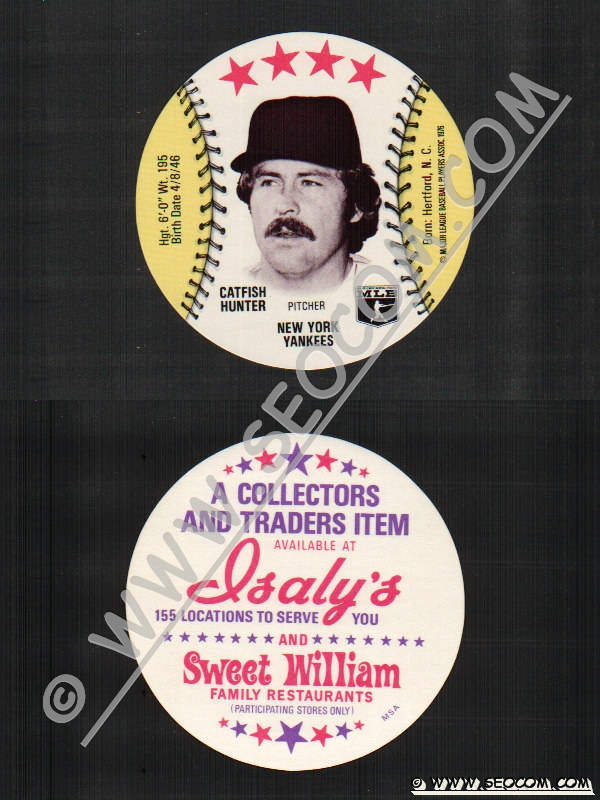 Hgt. 6'-0" Wt. 195
Birth Date 4/8/46
Born: Hertford, N. C.
© MAJOR LEAGUE BASEBALL PLAYERS ASSOC. 1976
CATFISH
HUNTER
PITCHER
NEW YORK
YANKEES
A COLLECTORS
AND TRADERS ITEM
AVAILABLE AT
Isaly's
155 LOCATIONS TO SERVE YOU
AND
Sweet William
FAMILY RESTAURANTS
(PARTICIPATING STORES ONLY)
MSA
© WWW.SEOCOM.COM
© WWW.SEOCOM.COM